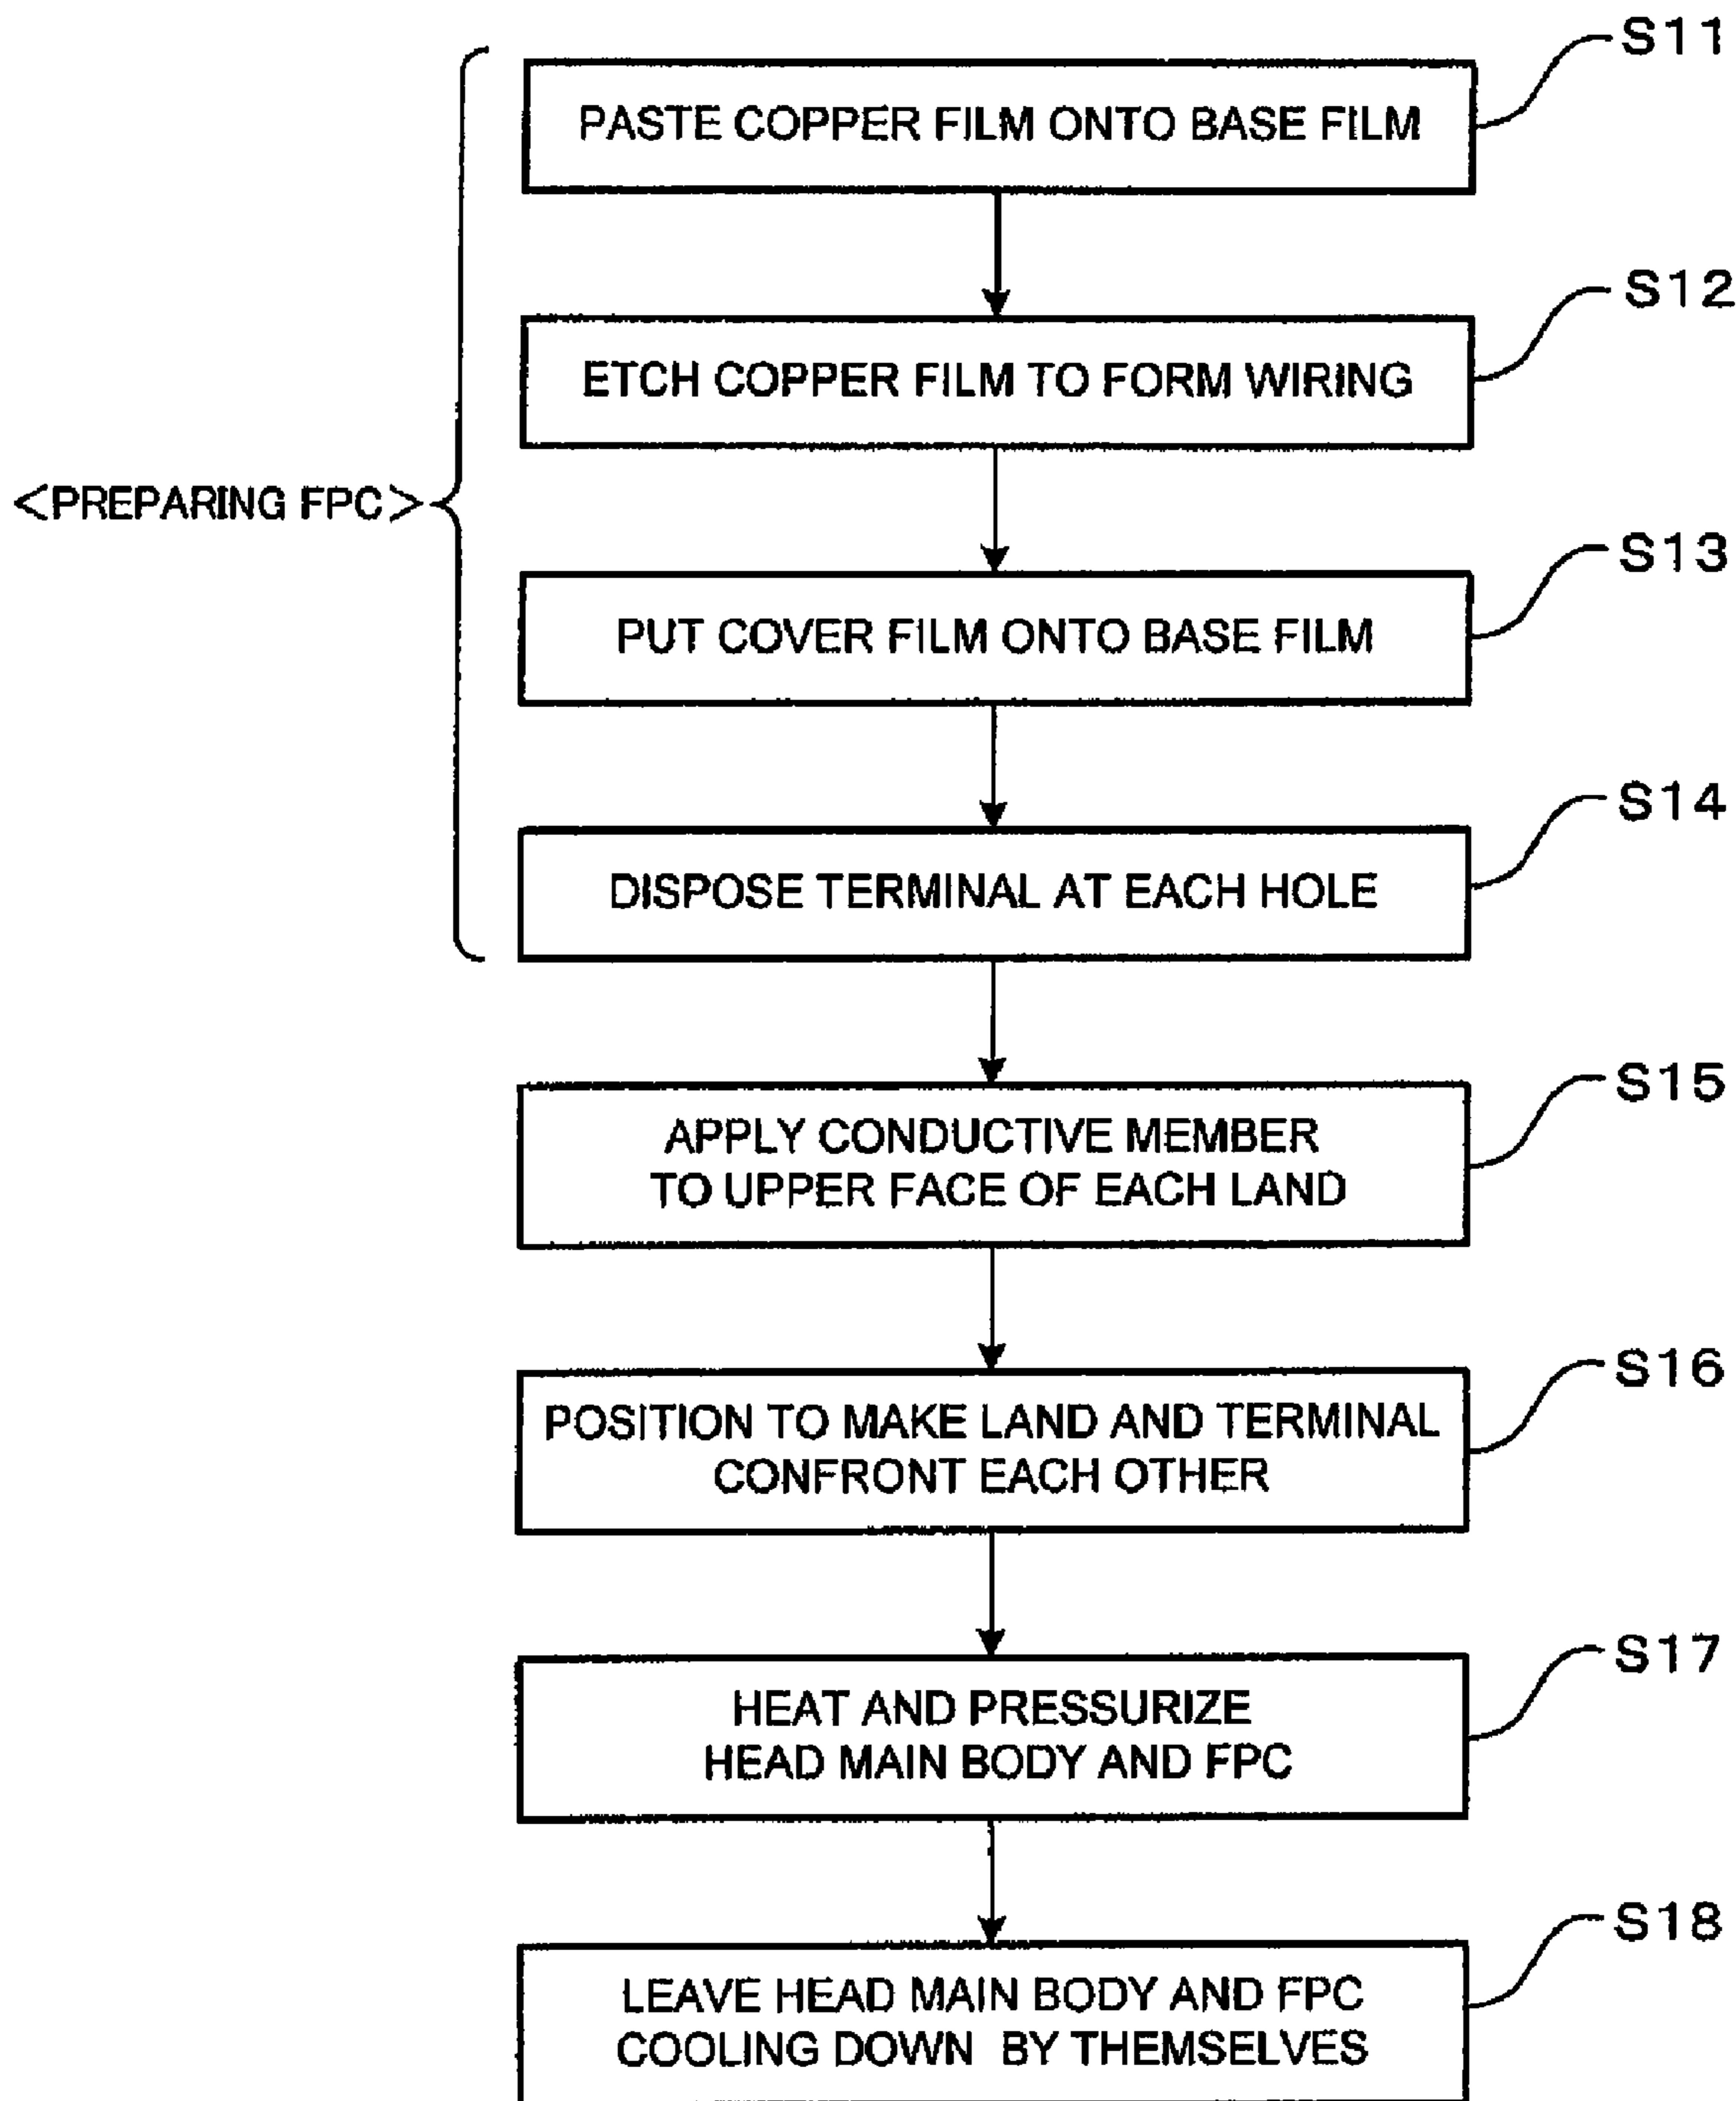 S11
PASTE COPPER FILM ONTO BASE FILM
S12
ETCH COPPER FILM TO FORM WIRING
<PREPARING FPC>
S13
PUT COVER FILM ONTO BASE FILM
S14
DISPOSE TERMINAL AT EACH HOLE
S15
APPLY CONDUCTIVE MEMBER
TO UPPER FACE OF EACH LAND
S16
POSITION TO MAKE LAND AND TERMINAL
CONFRONT EACH OTHER
S17
HEAT AND PRESSURIZE
HEAD MAIN BODY AND FPC
S18
LEAVE HEAD MAIN BODY AND FPC
COOLING DOWN BY THEMSELVES